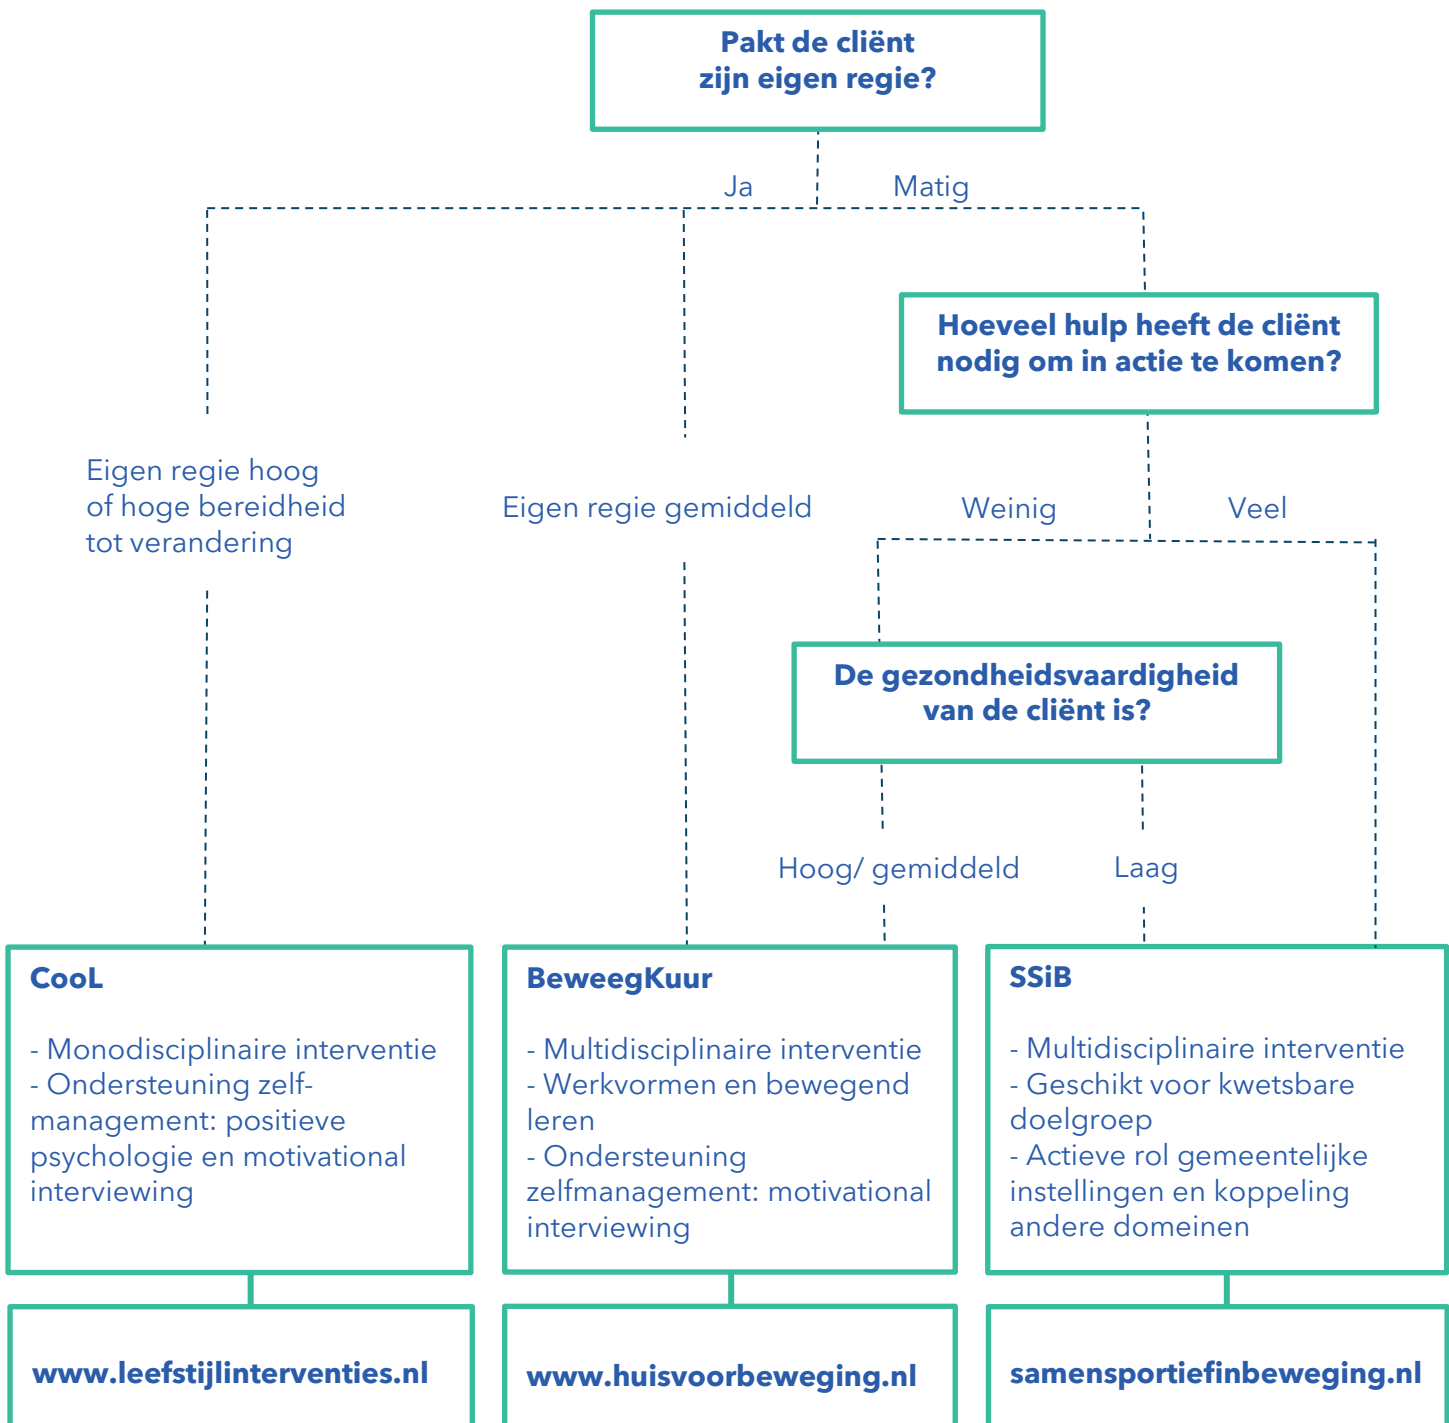 Pakt de cliënt
zijn eigen regie?
Ja
Matig
Hoeveel hulp heeft de cliënt
nodig om in actie te komen?
Eigen regie hoog
of hoge bereidheid
tot verandering
Eigen regie gemiddeld
Weinig
Veel
De gezondheidsvaardigheid
van de cliënt is?
Hoog/ gemiddeld
Laag
CooL
- Monodisciplinaire interventie
- Ondersteuning zelf-
management: positieve
psychologie en motivational
interviewing
BeweegKuur
- Multidisciplinaire interventie
- Werkvormen en bewegend
leren
- Ondersteuning
zelfmanagement: motivational
interviewing
SSiB
- Multidisciplinaire interventie
- Geschikt voor kwetsbare
doelgroep
- Actieve rol gemeentelijke
instellingen en koppeling
andere domeinen
www.leefstijlinterventies.nl
www.huisvoorbeweging.nl
samensportiefinbeweging.nl